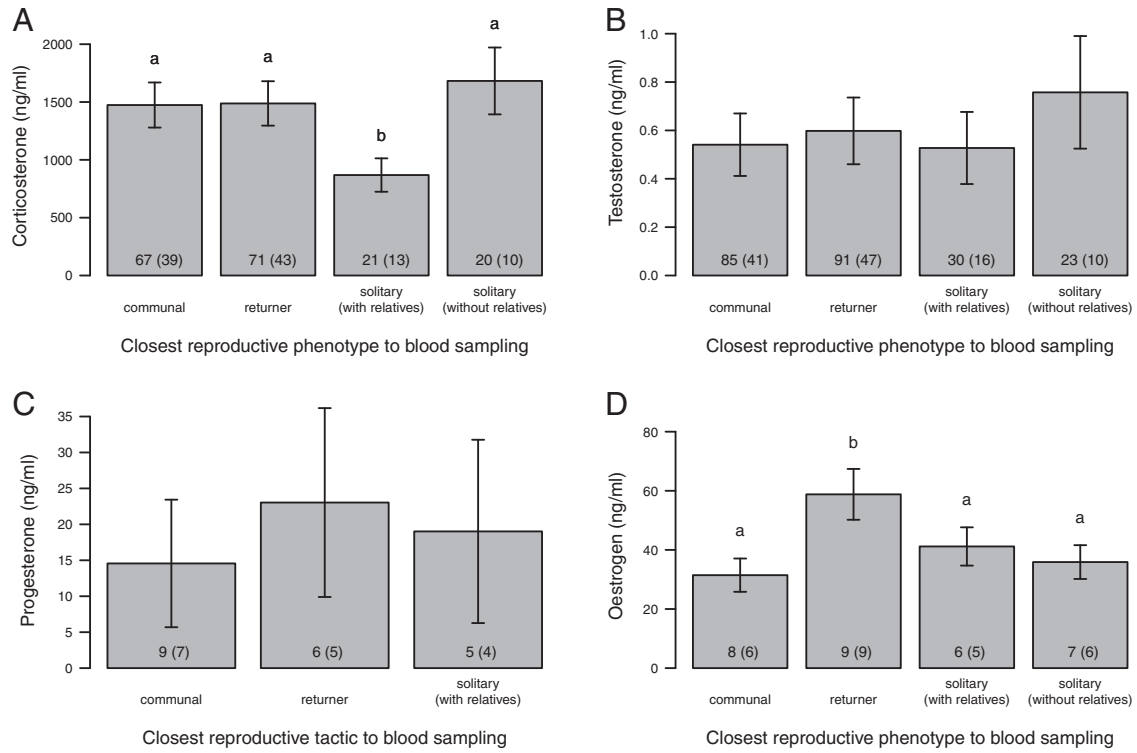 A
Corticosterone (ng/ml)
2000
1500
1000
500
0
a
a
b
a
67 (39)
71 (43)
21 (13)
20 (10)
communal
returner
solitary
(with relatives)
solitary
(without relatives)
Closest reproductive phenotype to blood sampling
B
Testosterone (ng/ml)
1.0
0.8
0.6
0.4
0.2
0.0
85 (41)
91 (47)
30 (16)
23 (10)
communal
returner
solitary
(with relatives)
solitary
(without relatives)
Closest reproductive phenotype to blood sampling
C
Progesterone (ng/ml)
35
30
25
20
15
10
5
0
9 (7)
6 (5)
5 (4)
communal
returner
solitary
(with relatives)
Closest reproductive tactic to blood sampling
D
Oestrogen (ng/ml)
80
60
40
20
0
a
b
a
a
8 (6)
9 (9)
6 (5)
7 (6)
communal
returner
solitary
(with relatives)
solitary
(without relatives)
Closest reproductive phenotype to blood sampling